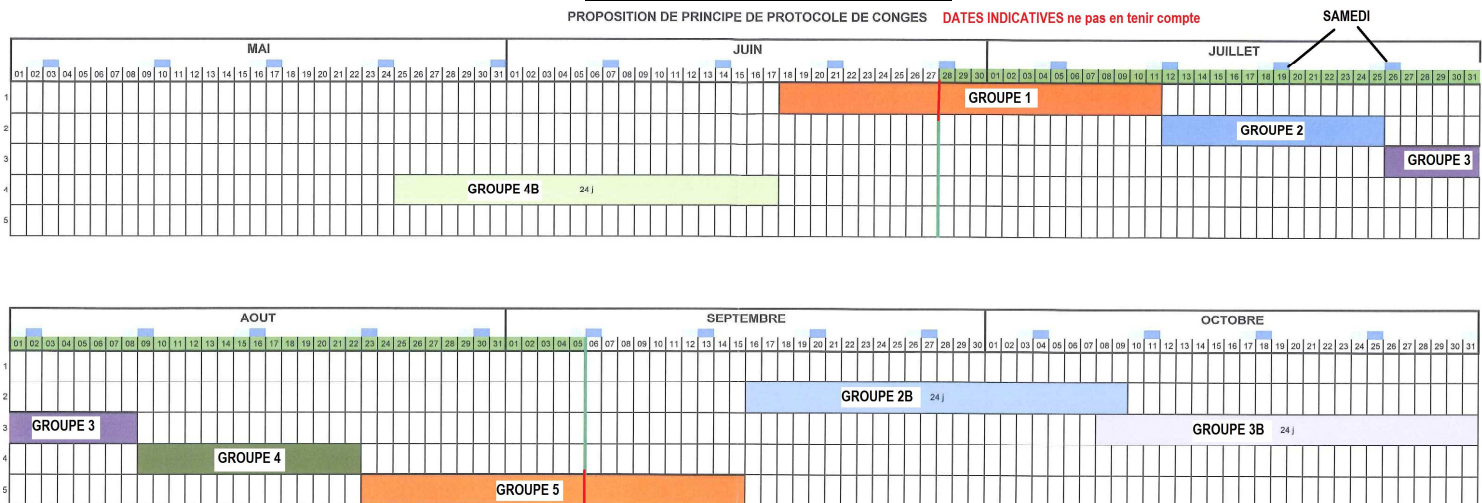 PROPOSITION DE PRINCIPE DE PROTOCOLE DE CONGES DATES INDICATIVES ne pas en tenir compte SAMEDI
MAI JUIN JUILLET
01 02 03 04 05 06 07 08 09 10 11 12 13 14 15 16 17 18 19 20 21 22 23 24 25 26 27 28 29 30 31 01 02 03 04 05 06 07 08 09 10 11 12 13 14 15 16 17 18 19 20 21 22 23 24 25 26 27 28 29 30 01 02 03 04 05 06 07 08 09 10 11 12 13 14 15 16 17 18 19 20 21 22 23 24 25 26 27 28 29 30 31
1 GROUPE 1
2 GROUPE 2
3 GROUPE 3
4 GROUPE 4B 24 j
5
AOUT SEPTEMBRE OCTOBRE
01 02 03 04 05 06 07 08 09 10 11 12 13 14 15 16 17 18 19 20 21 22 23 24 25 26 27 28 29 30 31 01 02 03 04 05 06 07 08 09 10 11 12 13 14 15 16 17 18 19 20 21 22 23 24 25 26 27 28 29 30 01 02 03 04 05 06 07 08 09 10 11 12 13 14 15 16 17 18 19 20 21 22 23 24 25 26 27 28 29 30 31
1
2 GROUPE 2B 24 j
3 GROUPE 3 GROUPE 3B 24 j
4 GROUPE 4
5 GROUPE 5